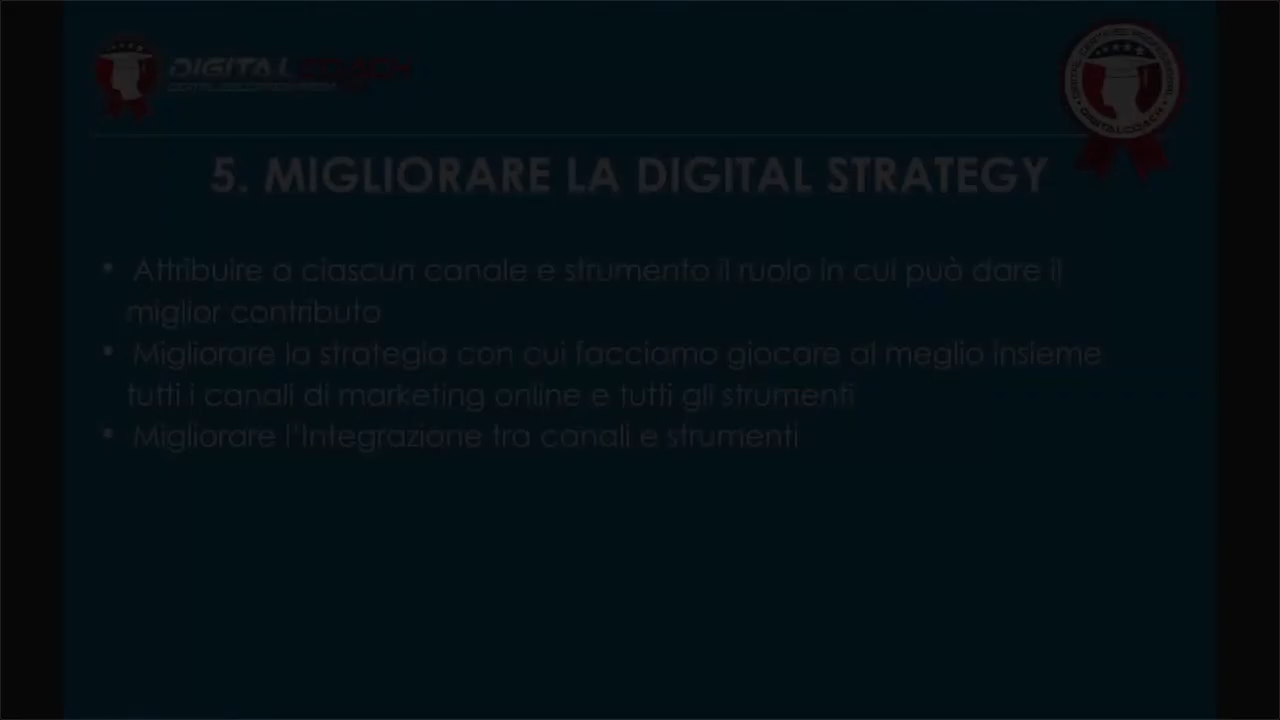 DIGITAL COACH
5. MIGLIORARE LA DIGITAL STRATEGY
• Attribuire a ciascun canale e strumento il ruolo in cui può dare il
miglior contributo
• Migliorare la strategia con cui facciamo giocare al meglio insieme
tutti i canali di marketing online e tutti gli strumenti
• Migliorare l'Integrazione tra canali e strumenti